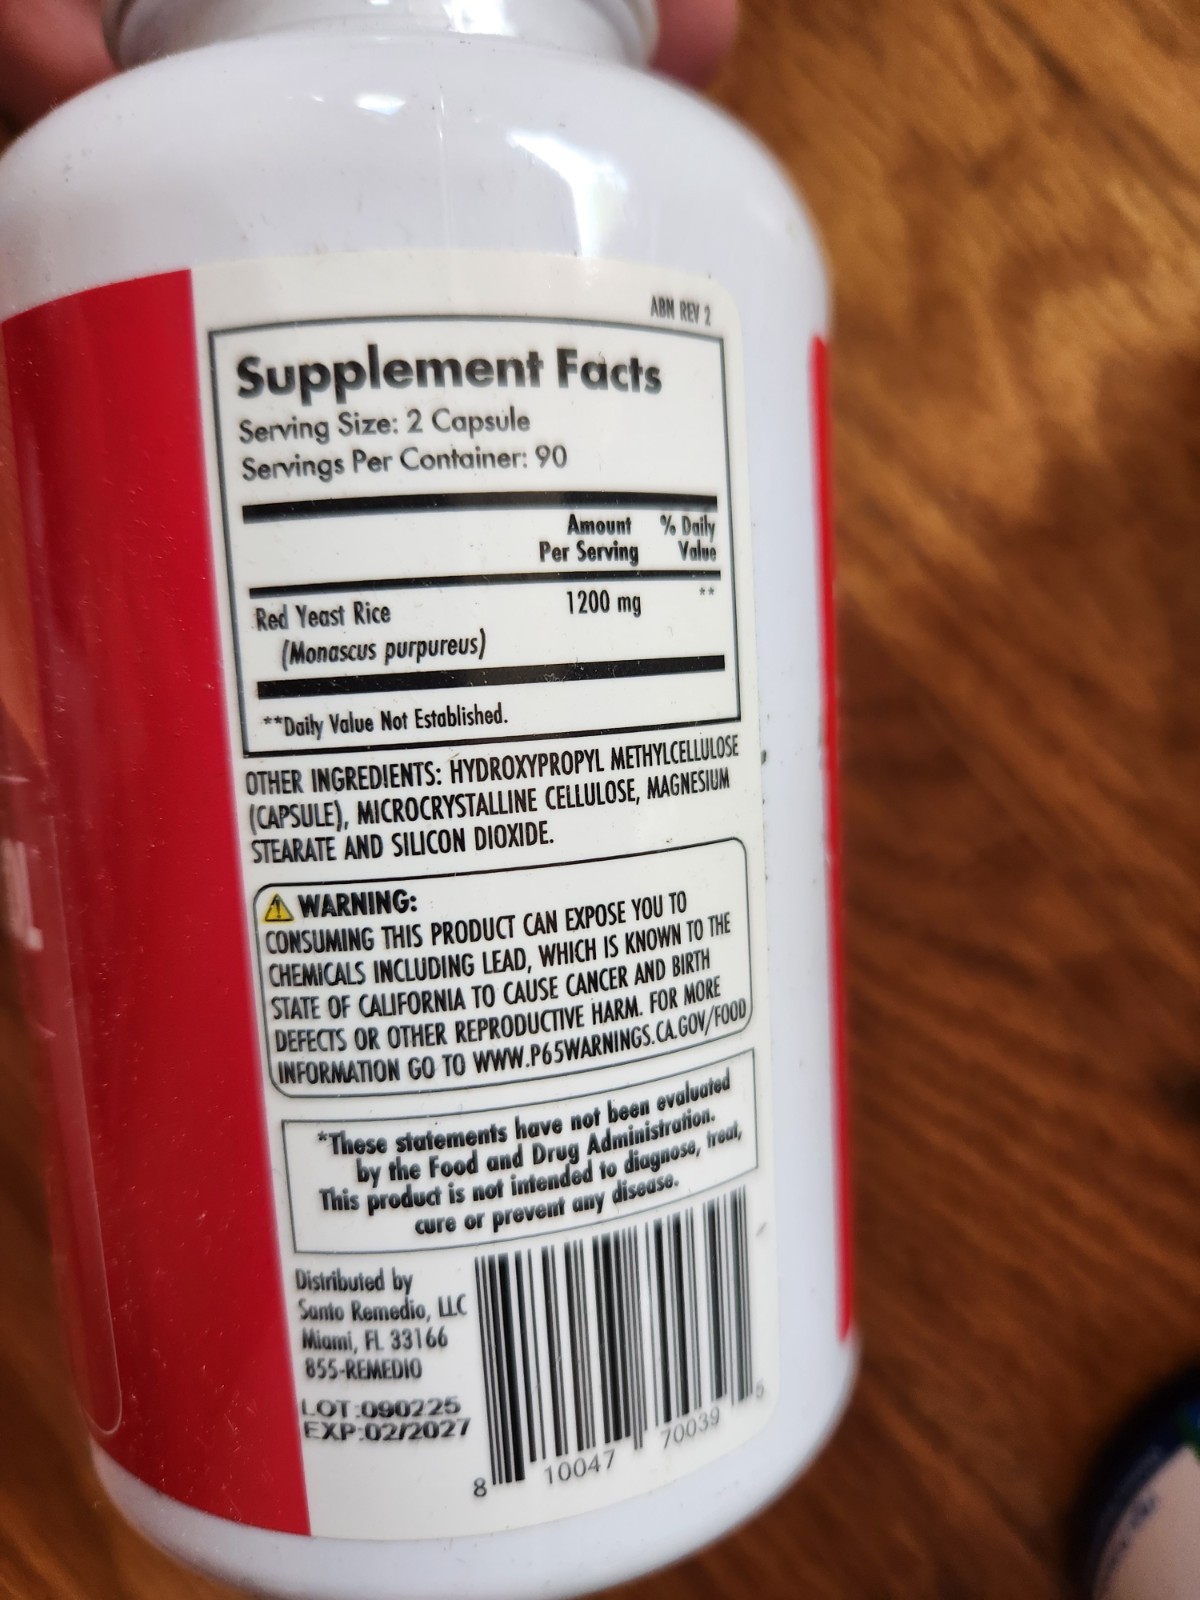 ABN REV 2
Supplement Facts
Serving Size: 2 Capsule
Servings Per Container: 90
Amount Per Serving
% Daily Value
Red Yeast Rice 1200 mg **
(Monascus purpureus)
**Daily Value Not Established.
OTHER INGREDIENTS: HYDROXYPROPYL METHYLCELLULOSE
(CAPSULE), MICROCRYSTALLINE CELLULOSE, MAGNESIUM
STEARATE AND SILICON DIOXIDE.
WARNING:
CONSUMING THIS PRODUCT CAN EXPOSE YOU TO
CHEMICALS INCLUDING LEAD, WHICH IS KNOWN TO THE
STATE OF CALIFORNIA TO CAUSE CANCER AND BIRTH
DEFECTS OR OTHER REPRODUCTIVE HARM. FOR MORE
INFORMATION GO TO WWW.P65WARNINGS.CA.GOV/FOOD
*These statements have not been evaluated
by the Food and Drug Administration.
This product is not intended to diagnose, treat,
cure or prevent any disease.
Distributed by
Santo Remedio, LLC
Miami, FL 33166
855-REMEDIO
LOT:090225
EXP:02/2027
8 10047 70039 5